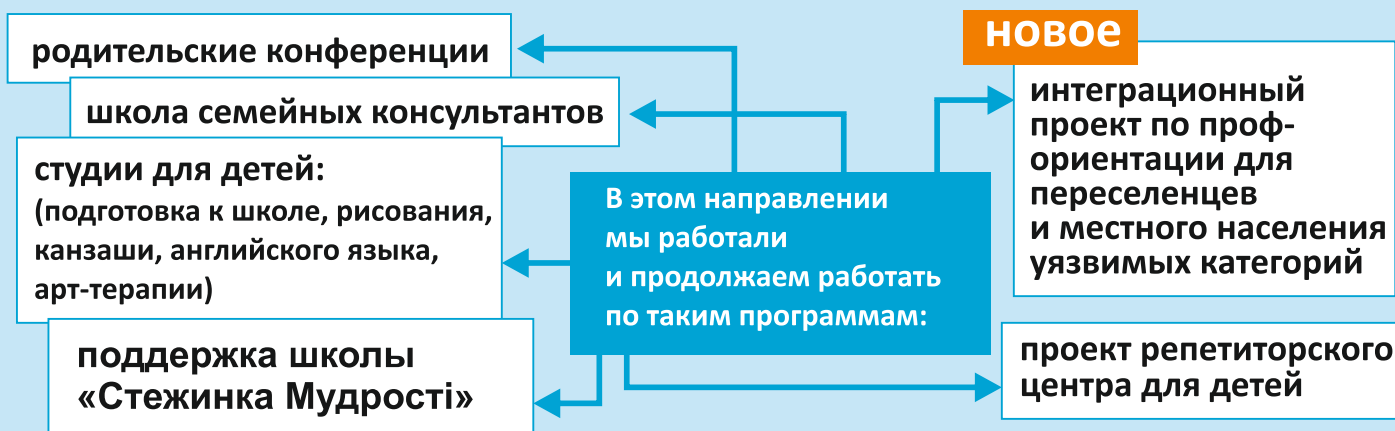 родительские конференции
школа семейных консультантов
студии для детей:
(подготовка к школе, рисования,
канзаши, английского языка,
арт-терапии)
поддержка школы
«Стежинка Мудрості»
В этом направлении
мы работали
и продолжаем работать
по таким программам:
новое
интеграционный
проект по проф-
ориентации для
переселенцев
и местного населения
уязвимых категорий
проект репетиторского
центра для детей